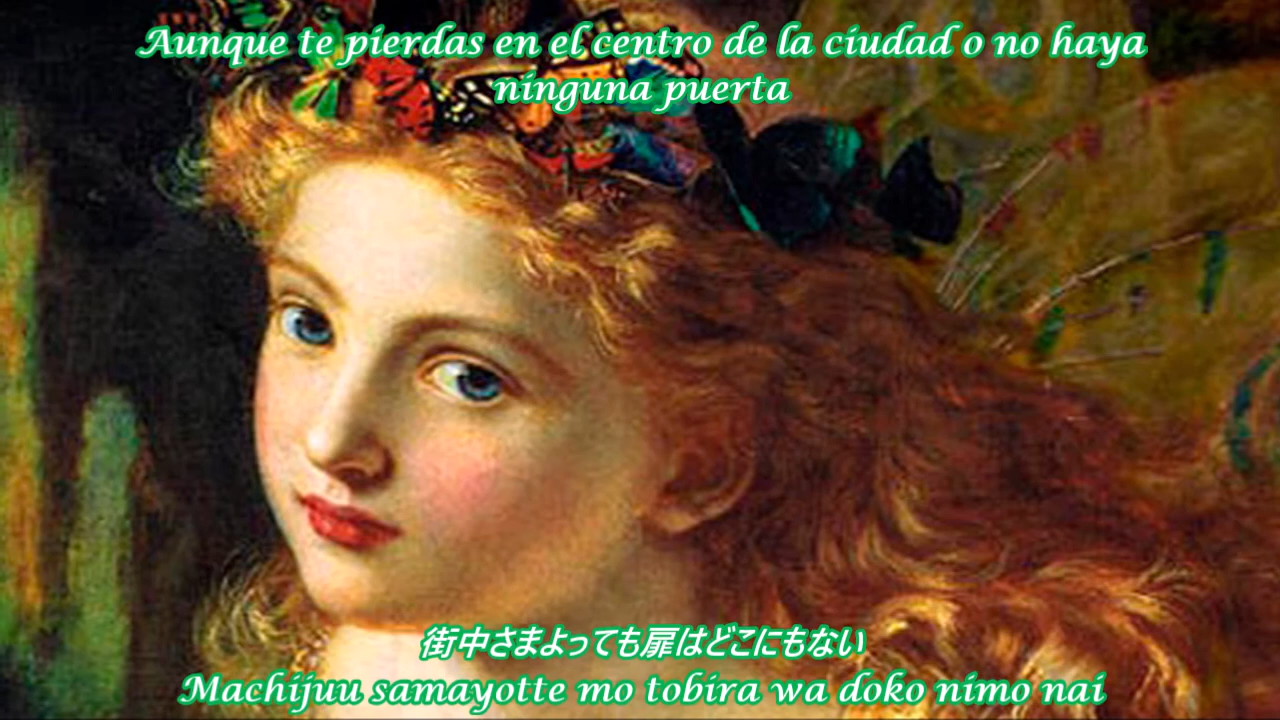 Aunque te pierdas en el centro de la ciudad o no haya
ninguna puerta
街中さまよっても扉はどこにもない
Machijuu samayotte mo tobira wa doko nimo nai